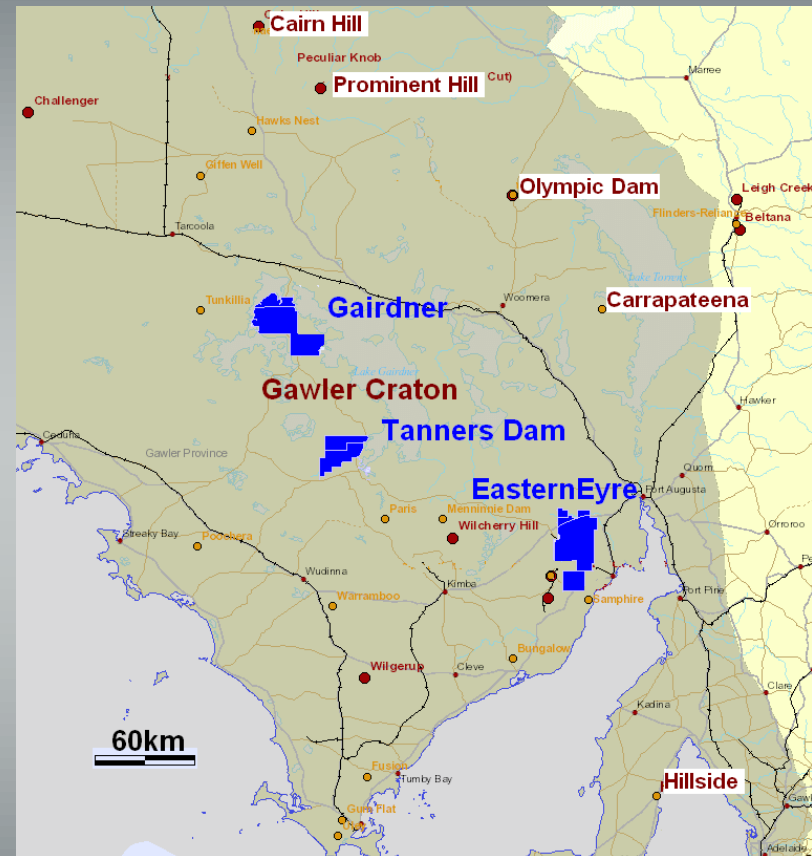 Cairn Hill
Peculiar Knob
Cut)
Prominent Hill
Marree
Challenger
Hawks Nest
Giffen Well
Olympic Dam
Leigh Creek
Flinders-Reliance
Beltana
Tarcoola
Lake Torrens
Tunkillia
Gairdner
Woomera
Carrapateena
Lake Gairdner
Gawler Craton
Hawker
Tanners Dam
Ceduna
Gawler Province
Quorn
EasternEyre
Port Augusta
Paris
Menninnie Dam
Wilcherry Hill
Orroroo
Streaky Bay
Poochera
Wudinna
Kimba
Port Pirie
Warramboo
Samphire
Bungalow
Wilgerup
Cleve
Clare
Kadina
60km
Fusion
Tumby Bay
Hillside
Gum Flat
Adelaide